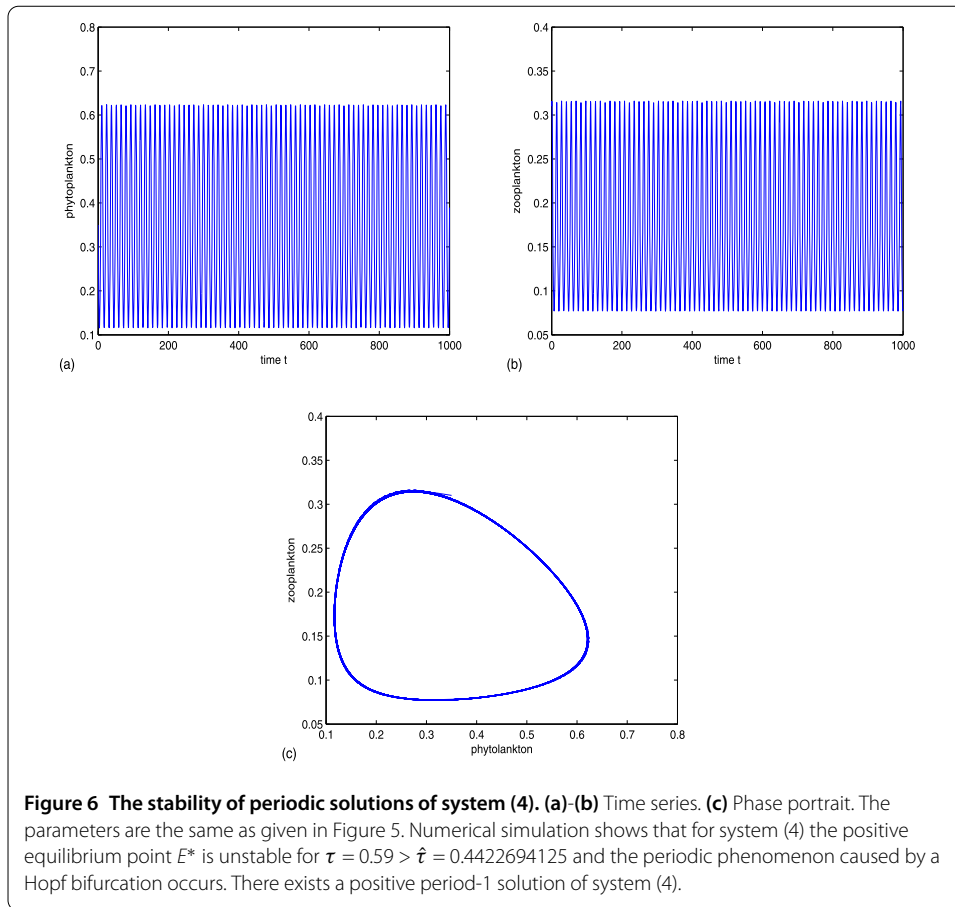 0.8
0.7
0.6
0.5
0.4
0.3
0.2
0.1
phytoplankton
0 200 400 600 800 1000
time t
(a)
0.4
0.35
0.3
0.25
0.2
0.15
0.1
0.05
zooplankton
0 200 400 600 800 1000
time t
(b)
0.4
0.35
0.3
0.25
0.2
0.15
0.1
0.05
zooplankton
0.1 0.2 0.3 0.4 0.5 0.6 0.7 0.8
phytolankton
(c)
Figure 6 The stability of periodic solutions of system (4). (a)-(b) Time series. (c) Phase portrait. The
parameters are the same as given in Figure 5. Numerical simulation shows that for system (4) the positive
equilibrium point E* is unstable for τ = 0.59 > τ̂ = 0.4422694125 and the periodic phenomenon caused by a
Hopf bifurcation occurs. There exists a positive period-1 solution of system (4).